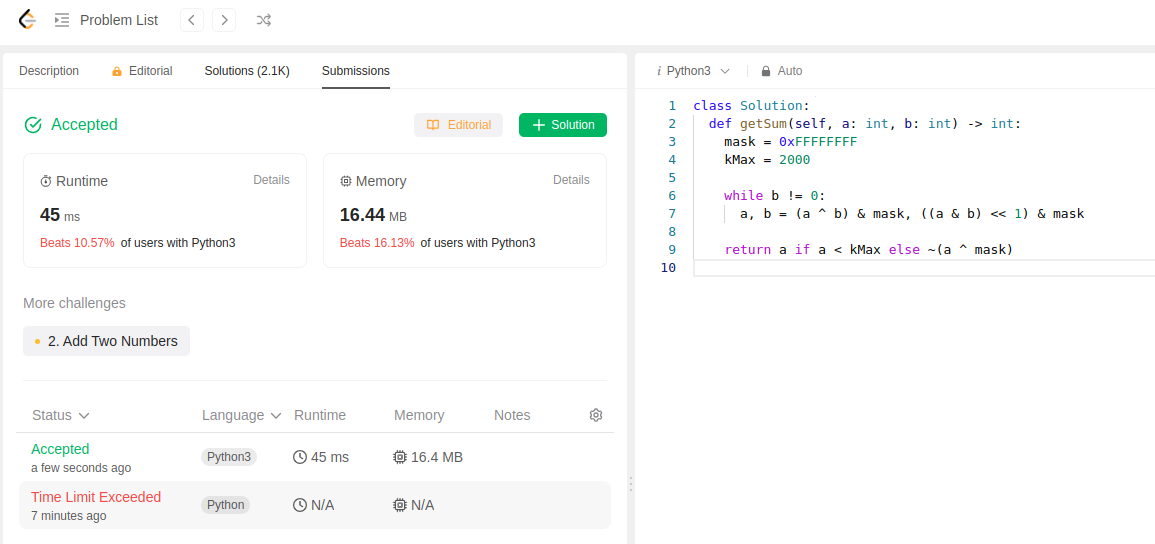 Problem List
Description Editorial Solutions (2.1K) Submissions
Accepted Editorial Solution
Runtime Details
45 ms
Beats 10.57% of users with Python3
Memory Details
16.44 MB
Beats 16.13% of users with Python3
More challenges
2. Add Two Numbers
Status Language Runtime Memory Notes
Accepted Python3 45 ms 16.4 MB
a few seconds ago
Time Limit Exceeded Python N/A N/A
7 minutes ago
i Python3 Auto
1 class Solution:
2   def getSum(self, a: int, b: int) -> int:
3     mask = 0xFFFFFFFF
4     kMax = 2000
5
6     while b != 0:
7       a, b = (a ^ b) & mask, ((a & b) << 1) & mask
8
9     return a if a < kMax else ~(a ^ mask)
10